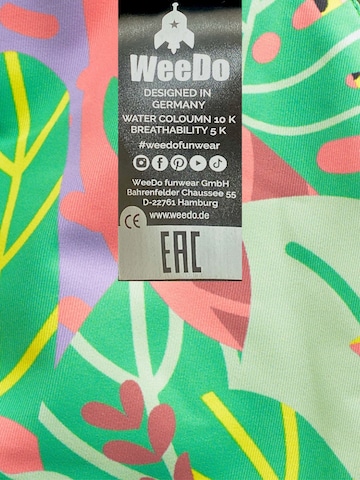 WeeDo
DESIGNED IN
GERMANY
WATER COLOUMN 10 K
BREATHABILITY 5 K
#weedofunwear
WeeDo funwear GmbH
Bahrenfelder Chaussee 55
D-22761 Hamburg
CE www.weedo.de
EAC